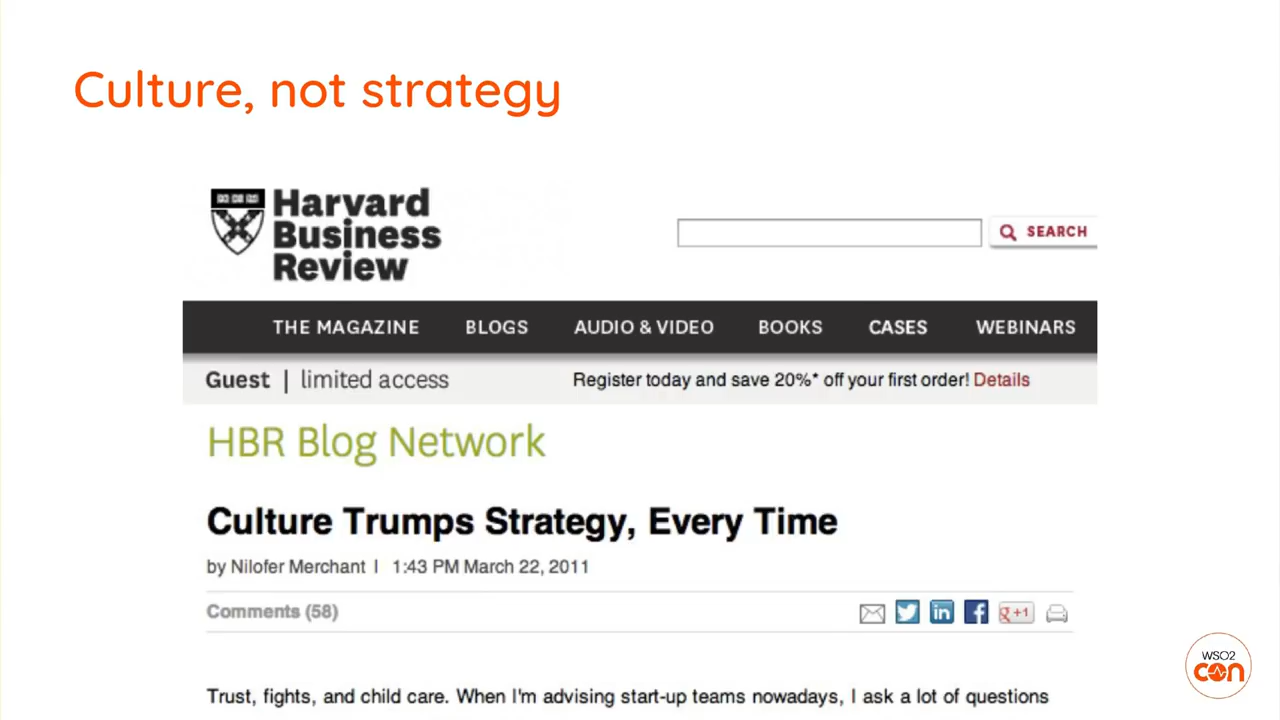 Culture, not strategy
Harvard
Business
Review
SEARCH
THE MAGAZINE BLOGS AUDIO & VIDEO BOOKS CASES WEBINARS
Guest | limited access
Register today and save 20%* off your first order! Details
HBR Blog Network
Culture Trumps Strategy, Every Time
by Nilofer Merchant | 1:43 PM March 22, 2011
Comments (58)
in f g +1
Trust, fights, and child care. When I'm advising start-up teams nowadays, I ask a lot of questions
WSO2
con